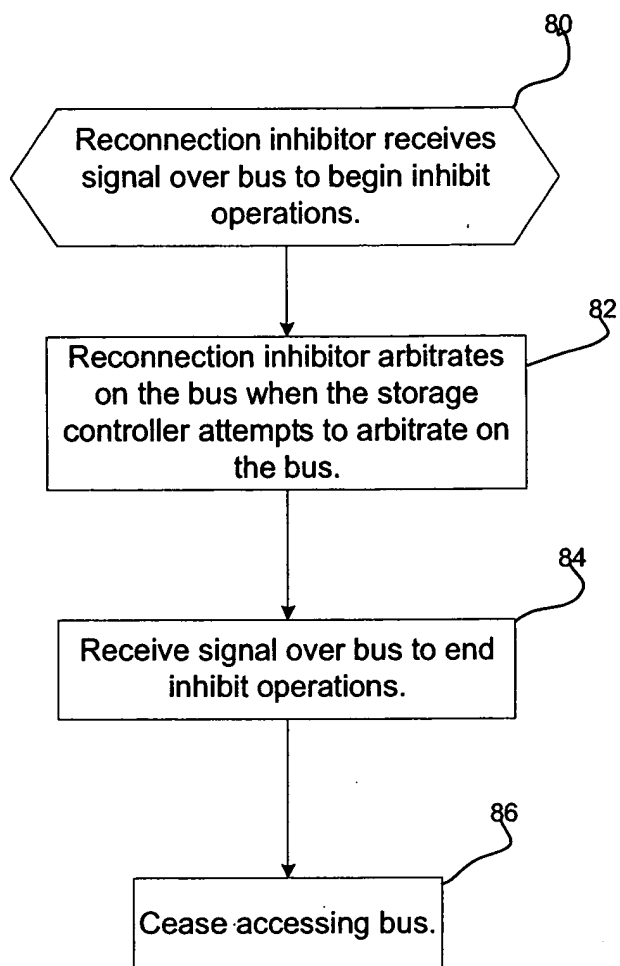 80
Reconnection inhibitor receives
signal over bus to begin inhibit
operations.
82
Reconnection inhibitor arbitrates
on the bus when the storage
controller attempts to arbitrate on
the bus.
84
Receive signal over bus to end
inhibit operations.
86
Cease accessing bus.